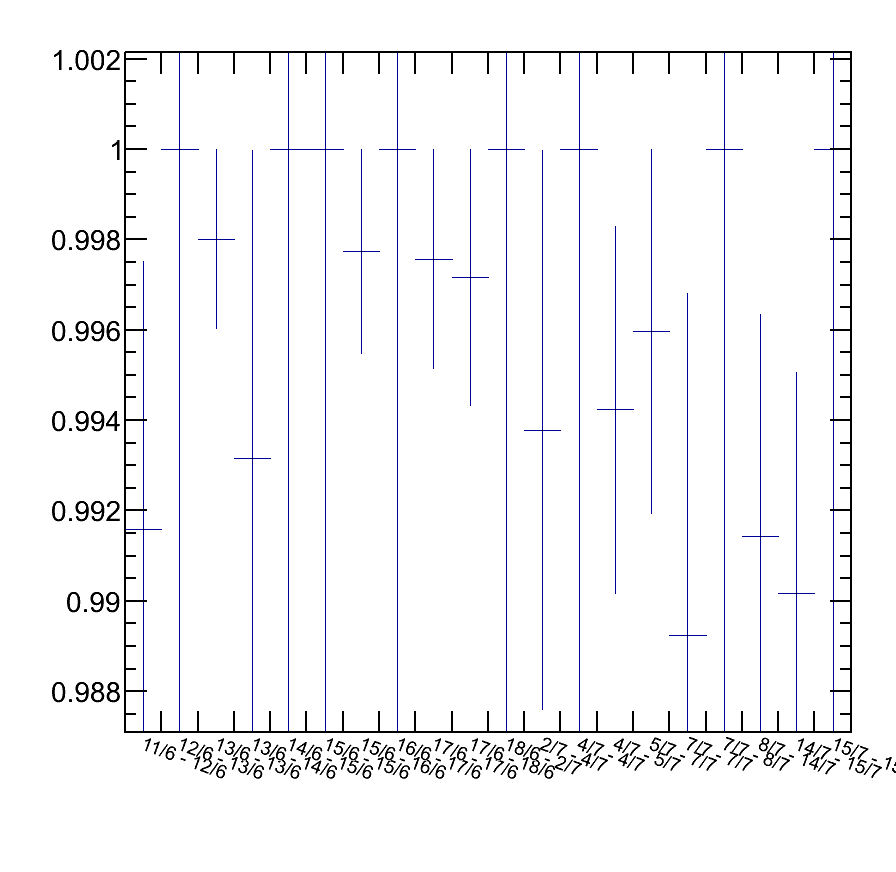 1.002
1
0.998
0.996
0.994
0.992
0.99
0.988
11/6 - 12/6
12/6 - 13/6
13/6 - 13/6
13/6 - 14/6
14/6 - 15/6
15/6 - 15/6
15/6 - 16/6
16/6 - 17/6
17/6 - 17/6
17/6 - 18/6
18/6 - 2/7
2/7 - 4/7
4/7 - 4/7
4/7 - 5/7
5/7 - 7/7
7/7 - 7/7
7/7 - 8/7
8/7 - 14/7
14/7 - 15/7
15/7 - 15